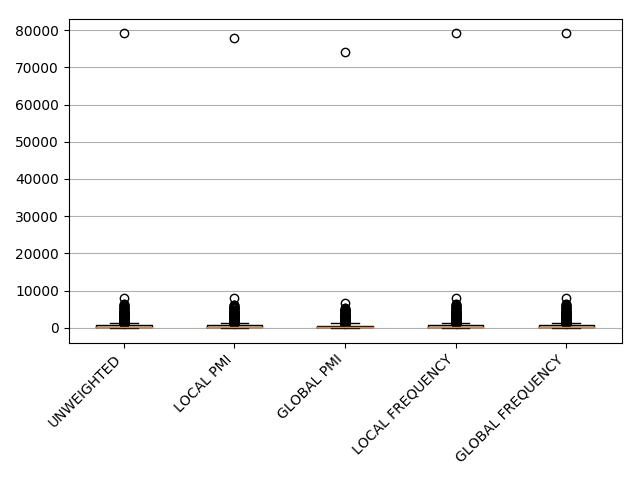 80000
70000
60000
50000
40000
30000
20000
10000
0
UNWEIGHTED
LOCAL PMI
GLOBAL PMI
LOCAL FREQUENCY
GLOBAL FREQUENCY